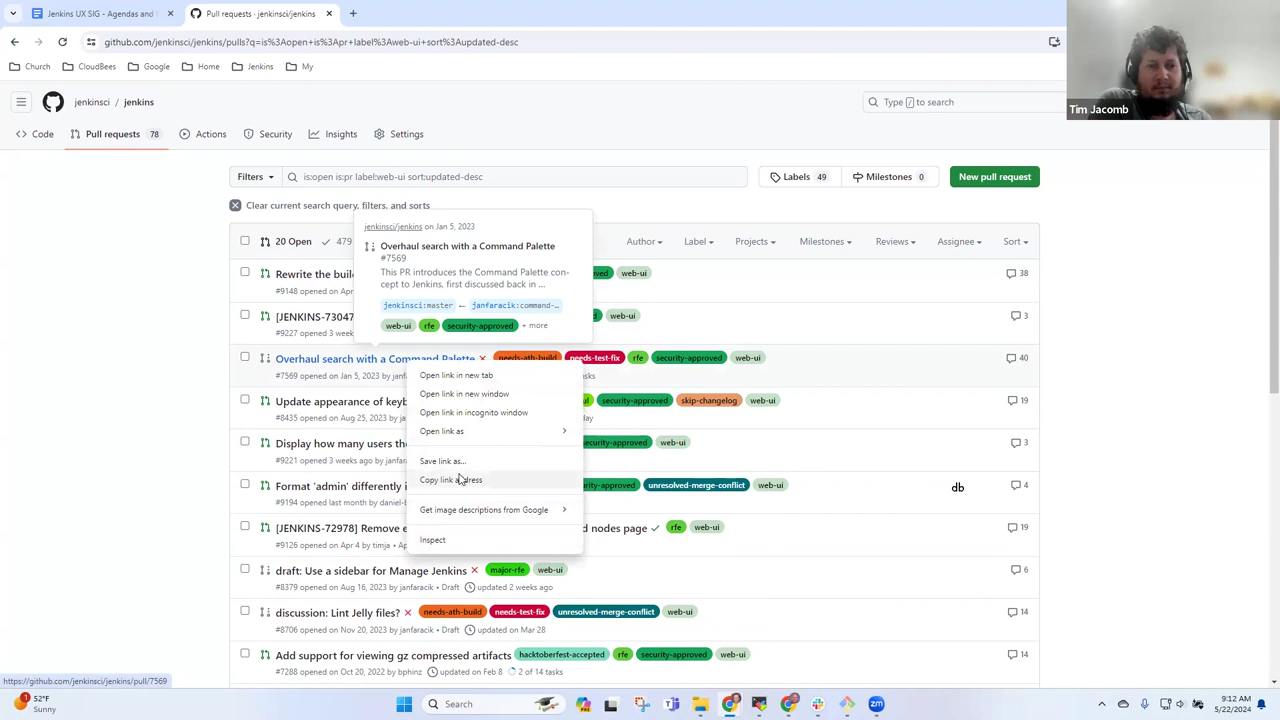 Jenkins UX SIG - Agendas and
Pull requests · jenkinsci/jenkins
github.com/jenkinsci/jenkins/pulls?q=is%3Aopen+is%3Apr+label%3Aweb-ui+sort%3Aupdated-desc
Church
CloudBees
Google
Home
Jenkins
My
Tim Jacomb
jenkinsci / jenkins
Type / to search
Code
Pull requests 78
Actions
Security
Insights
Settings
Filters
is:open is:pr label:web-ui sort:updated-desc
Labels 49
Milestones 0
New pull request
Clear current search query, filters, and sorts
20 Open
479
Author
Label
Projects
Milestones
Reviews
Assignee
Sort
jenkinsci/jenkins on Jan 5, 2023
Overhaul search with a Command Palette
#7569
This PR introduces the Command Palette con-
cept to Jenkins, first discussed back in ...
jenkinsci:master ← janfaracik:command-…
web-ui rfe security-approved + more
Rewrite the buil
web-ui
38
#9148 opened on Apr
[JENKINS-73047
web-ui
3
#9227 opened 3 week
Overhaul search with a Command Palette needs-ath-build needs-test-fix rfe security-approved web-ui
40
#7569 opened on Jan 5, 2023 by janf
Update appearance of keyb
security-approved skip-changelog web-ui
19
#8435 opened on Aug 25, 2023 by
Display how many users th
security-approved web-ui
3
#9221 opened 3 weeks ago by
Format 'admin' differently i
unresolved-merge-conflict web-ui
db
4
#9194 opened last month by daniel-b
[JENKINS-72978] Remove e
d nodes page rfe web-ui
19
#9126 opened on Apr 4 by timja
draft: Use a sidebar for Manage Jenkins major-rfe web-ui
6
#8379 opened on Aug 16, 2023 by janfaracik • Draft updated 2 weeks ago
discussion: Lint Jelly files? needs-ath-build needs-test-fix unresolved-merge-conflict web-ui
14
#8706 opened on Nov 20, 2023 by janfaracik • Draft updated on Mar 28
Add support for viewing gz compressed artifacts hacktoberfest-accepted rfe security-approved web-ui
14
#7288 opened on Oct 20, 2022 by bphinz updated on Feb 8 2 of 14 tasks
Open link in new tab
Open link in new window
Open link in incognito window
Open link as
Save link as...
Copy link address
Get image descriptions from Google
Inspect
https://github.com/jenkinsci/jenkins/pull/7569
52°F
Sunny
Search
9:12 AM
5/22/2024